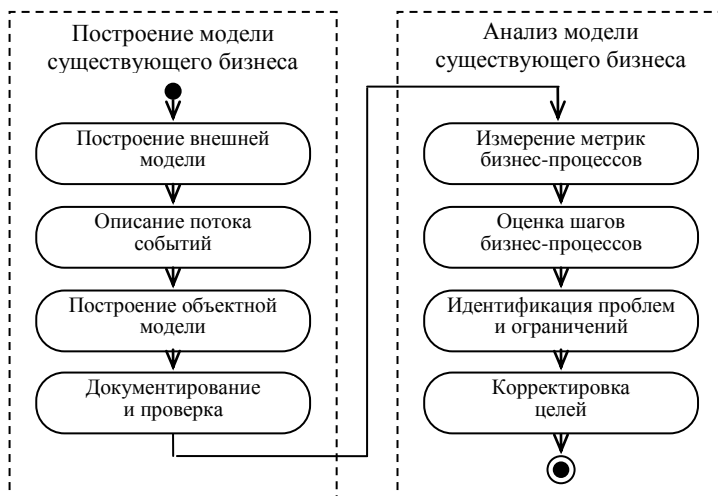 Построение модели
существующего бизнеса
Построение внешней
модели
Описание потока
событий
Построение объектной
модели
Документирование
и проверка
Анализ модели
существующего бизнеса
Измерение метрик
бизнес-процессов
Оценка шагов
бизнес-процессов
Идентификация проблем
и ограничений
Корректировка
целей